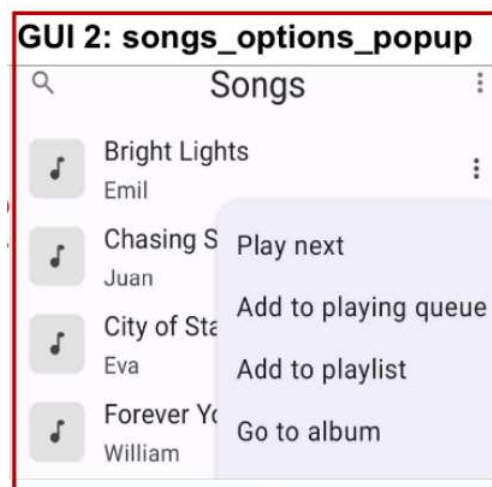 GUI 2: songs_options_popup
Songs
Bright Lights
Emil
Chasing S
Play next
Juan
Add to playing queue
City of Sta
Eva
Add to playlist
Forever Yo
Go to album
William